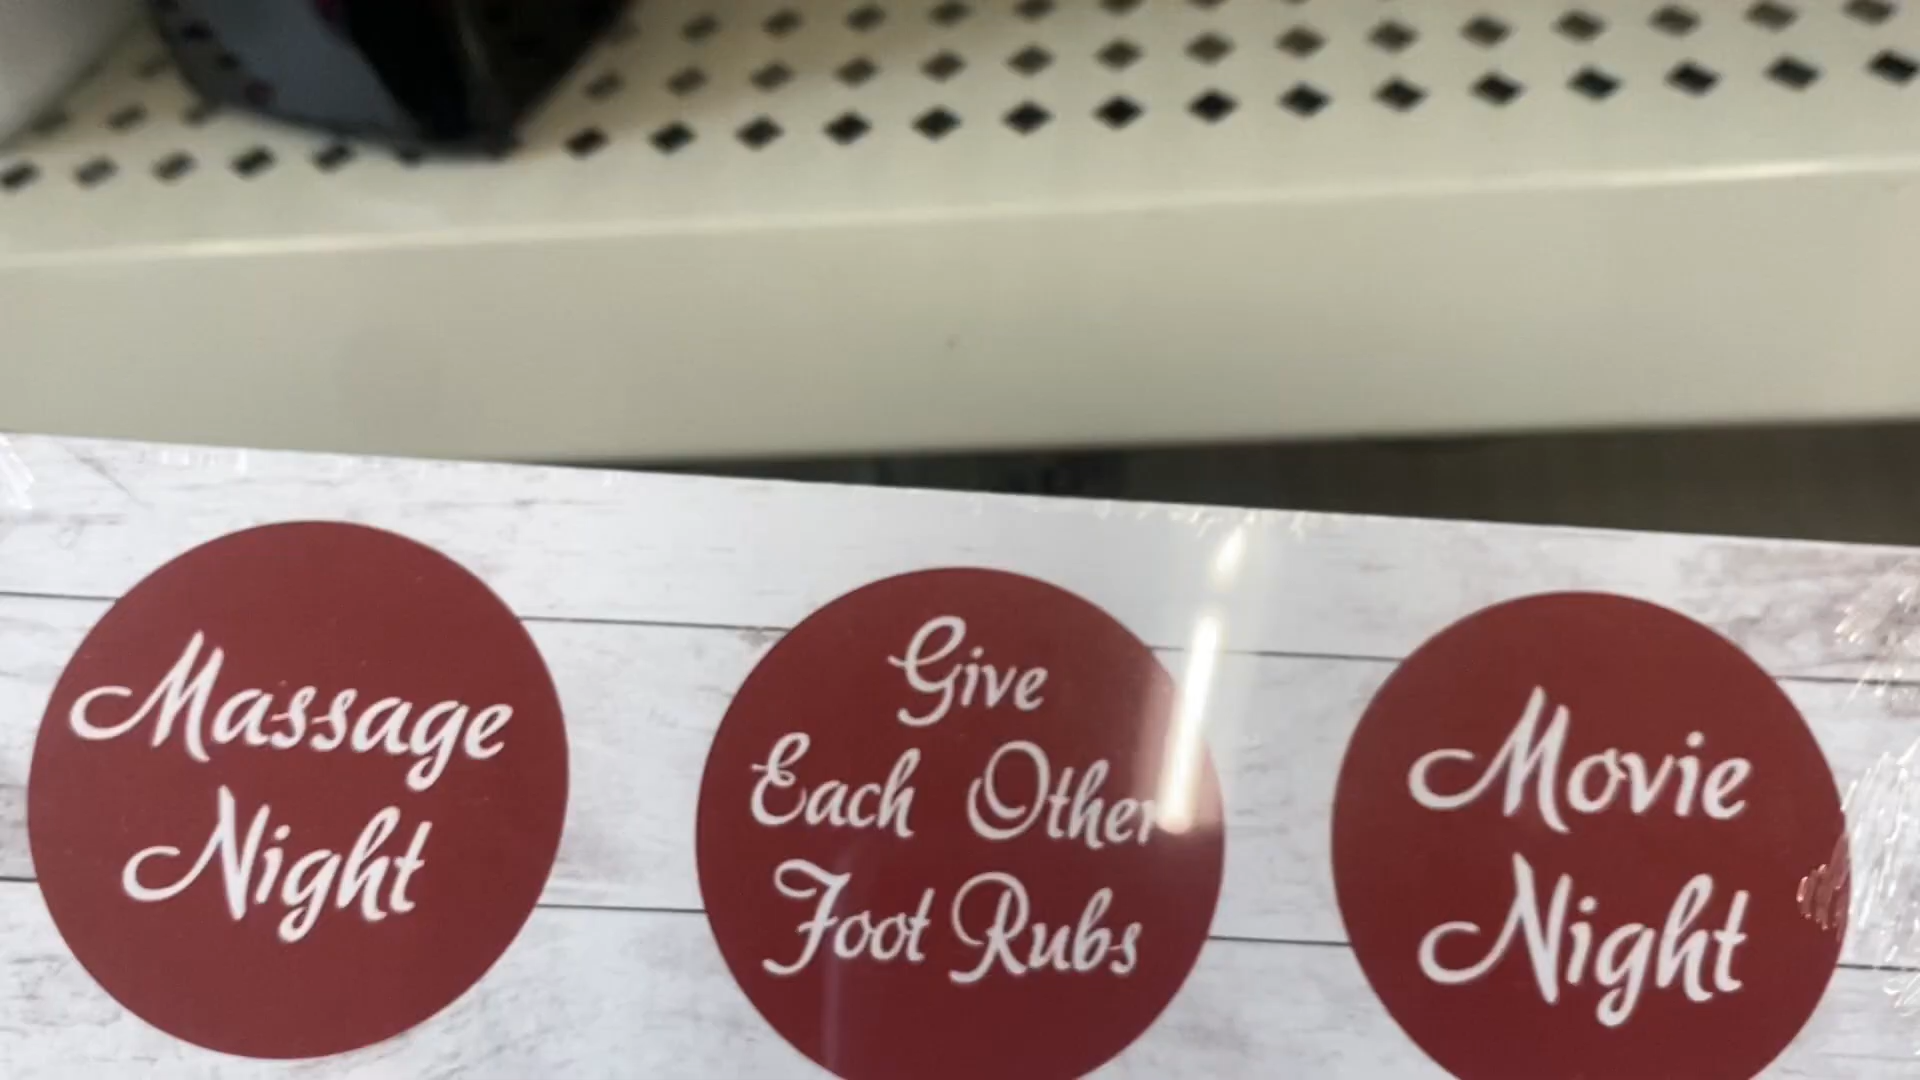 Massage
Night
Give
Each Other
Foot Rubs
Movie
Night